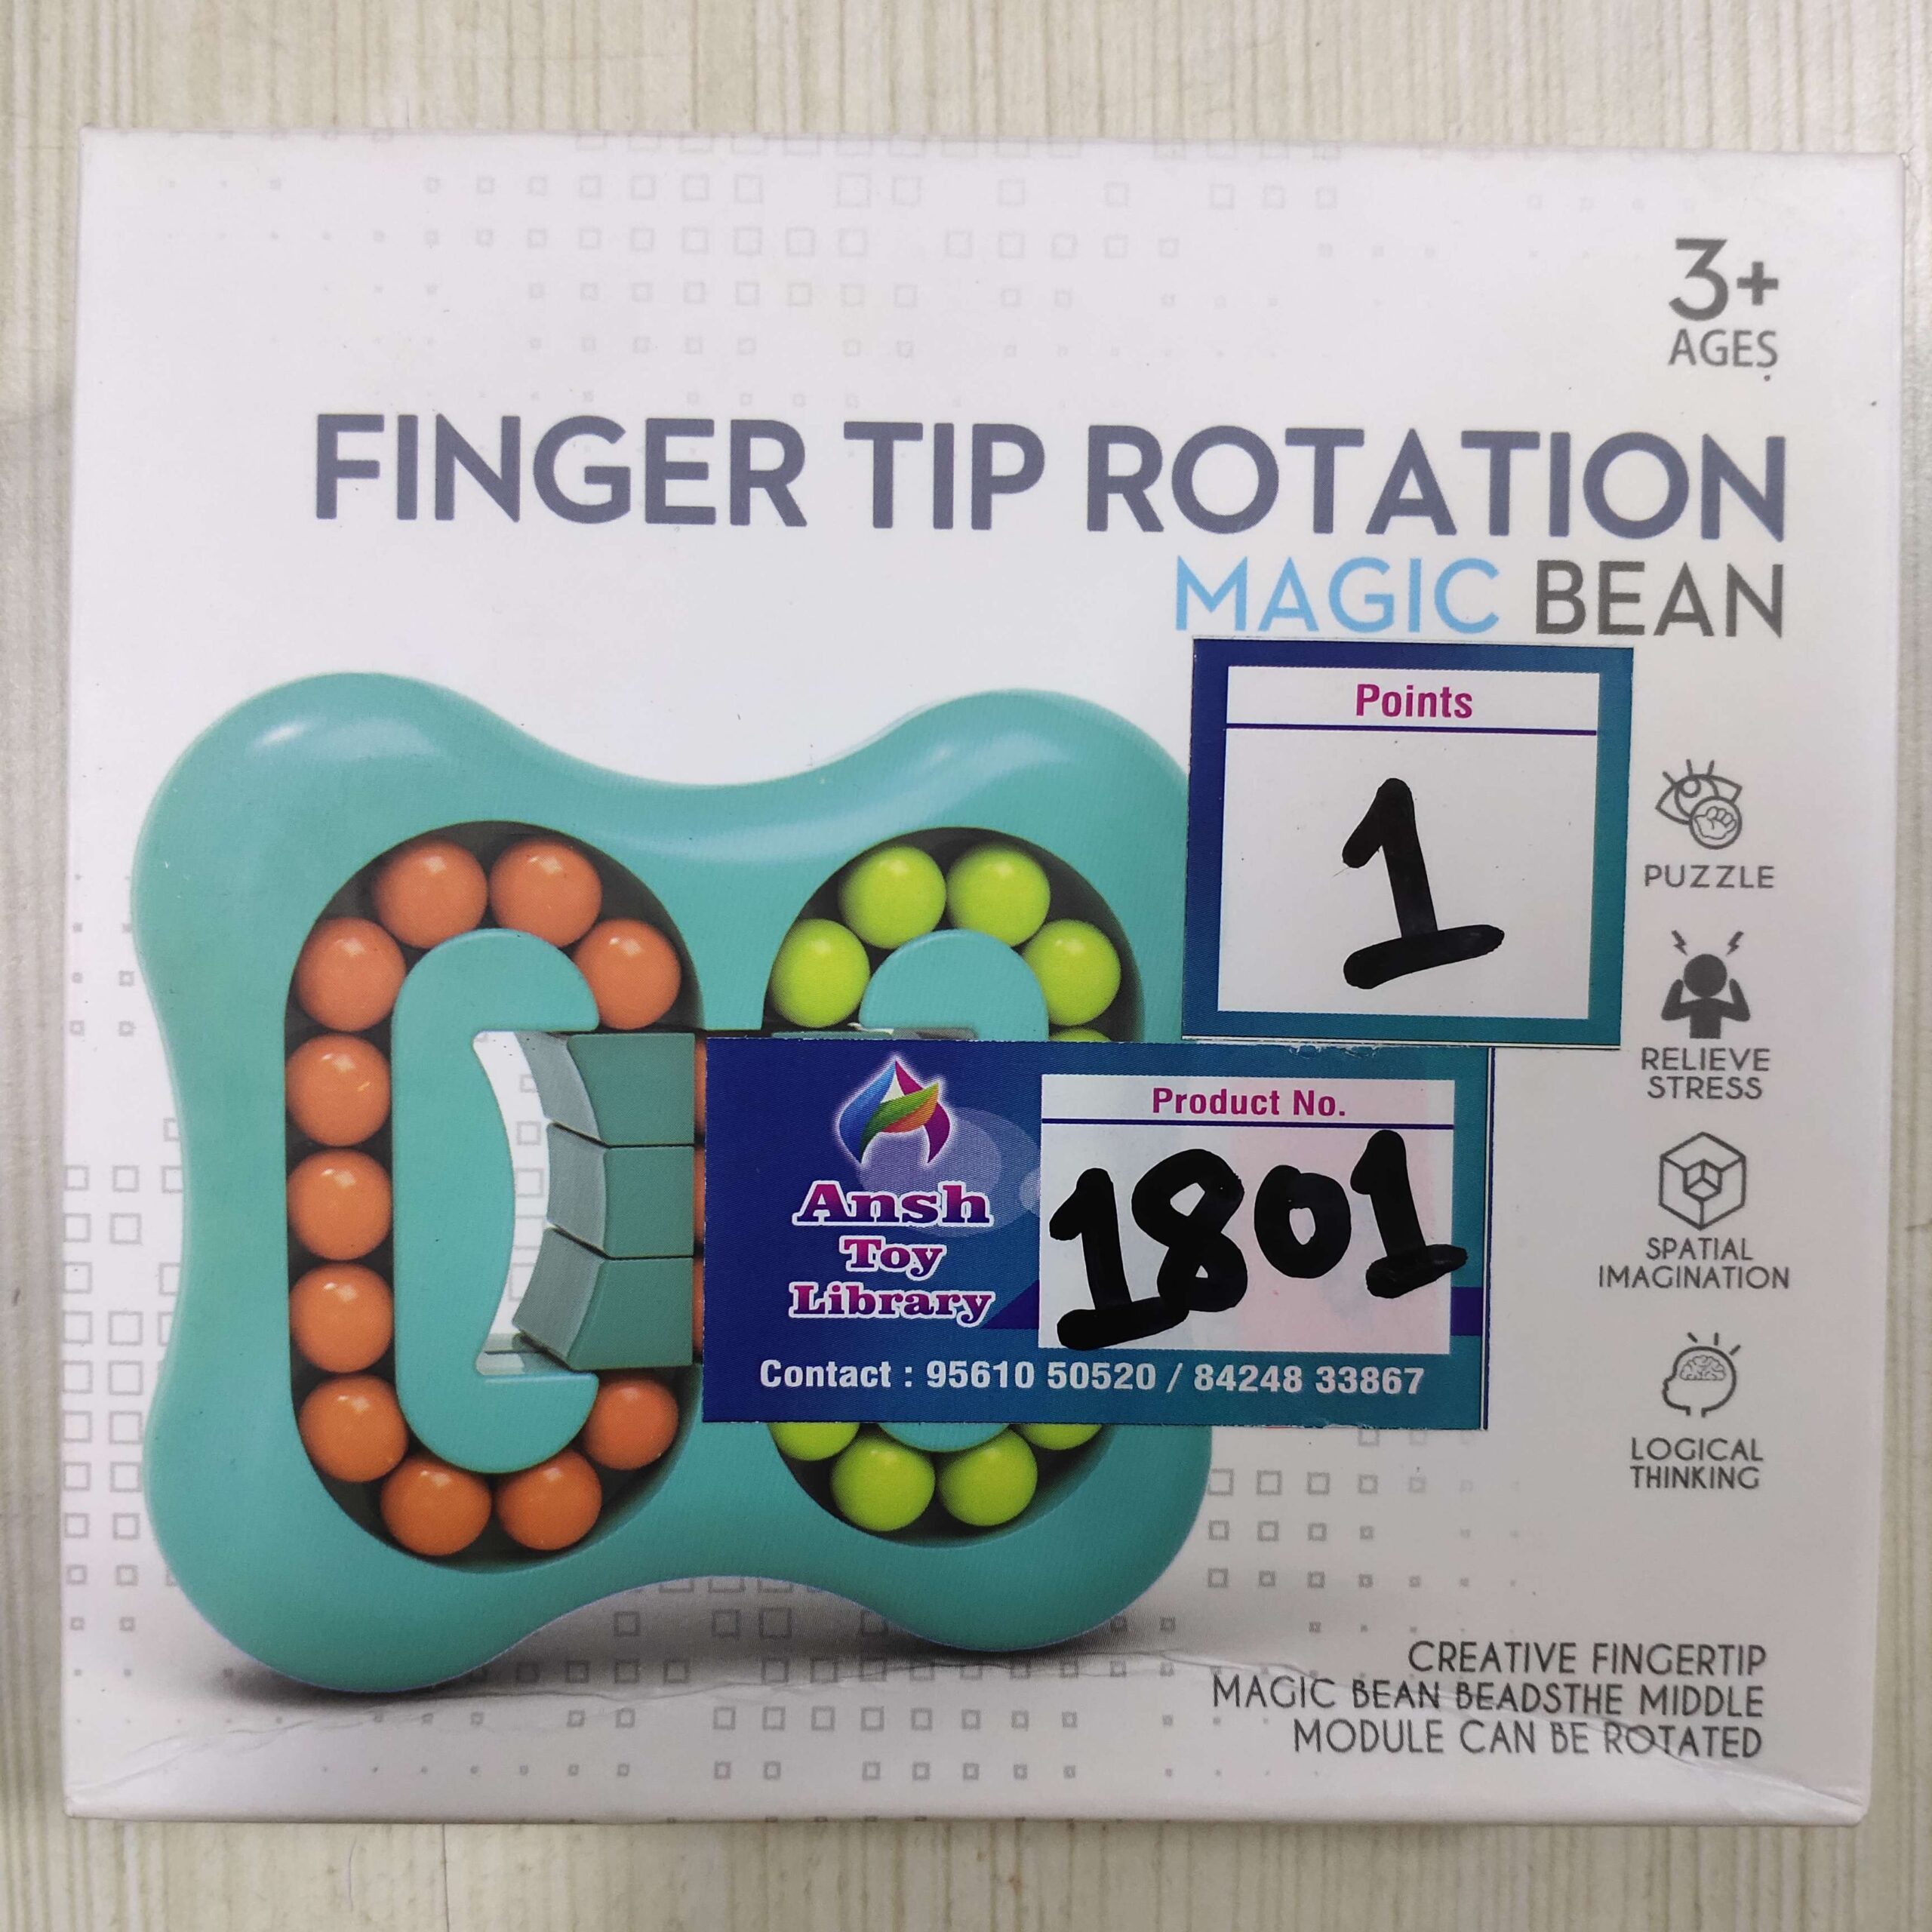 3+
AGES
FINGER TIP ROTATION
MAGIC BEAN
Points
1
PUZZLE
RELIEVE
STRESS
Ansh
Toy
Library
Product No.
1801
Contact : 95610 50520 / 84248 33867
SPATIAL
IMAGINATION
LOGICAL
THINKING
CREATIVE FINGERTIP
MAGIC BEAN BEADSTHE MIDDLE
MODULE CAN BE ROTATED